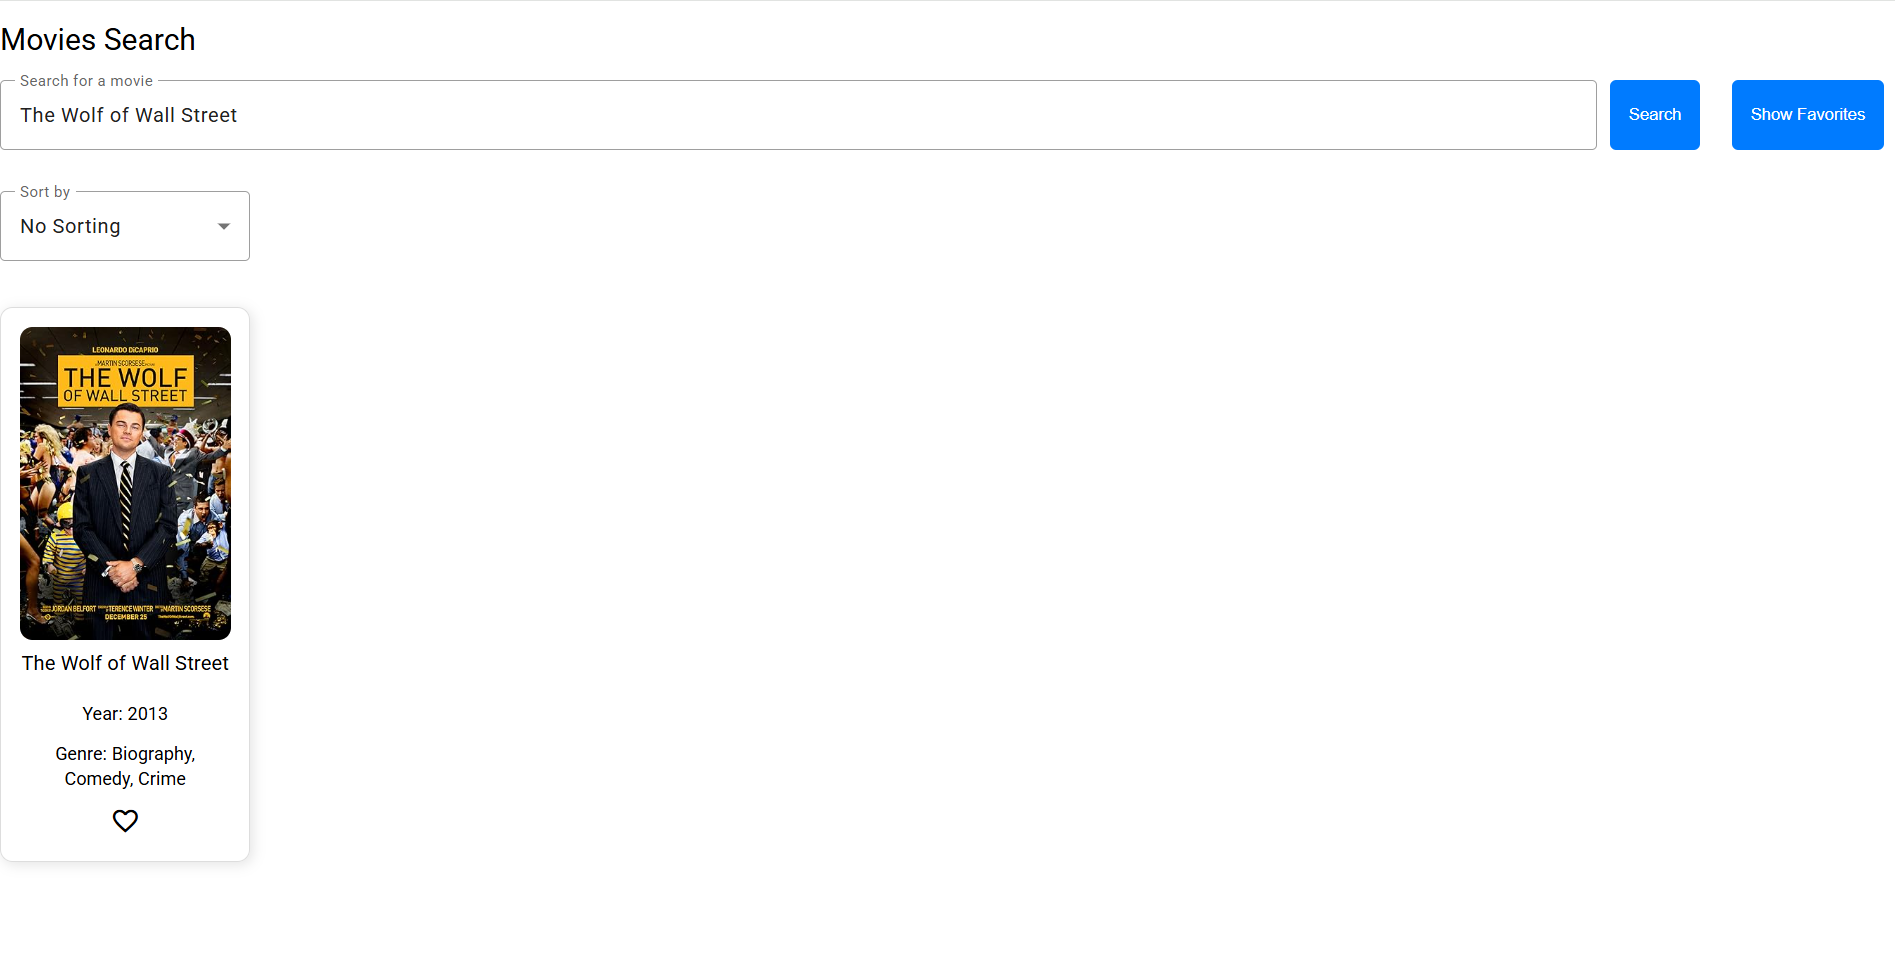 Movies Search
Search for a movie
The Wolf of Wall Street
Search
Show Favorites
Sort by
No Sorting
LEONARDO DiCAPRIO
MARTIN SCORSESE
THE WOLF
OF WALL STREET
JORDAN BELFORT TERENCE WINTER MARTIN SCORSESE
DECEMBER 25
The Wolf of Wall Street
Year: 2013
Genre: Biography,
Comedy, Crime